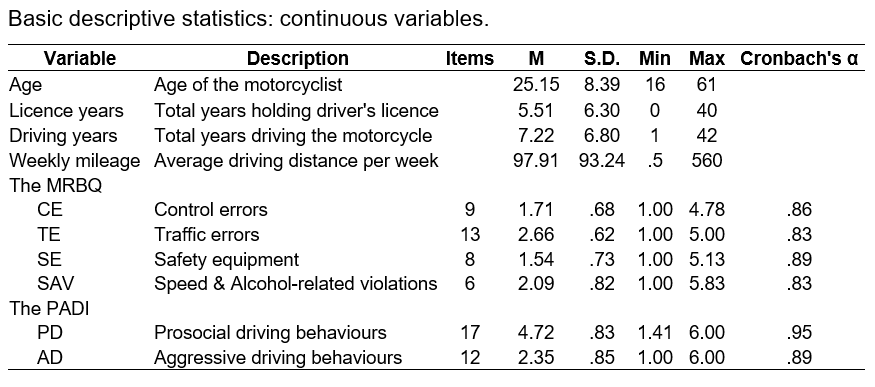 Basic descriptive statistics: continuous variables.
Variable Description Items M S.D. Min Max Cronbach's α
Age Age of the motorcyclist 25.15 8.39 16 61
Licence years Total years holding driver's licence 5.51 6.30 0 40
Driving years Total years driving the motorcycle 7.22 6.80 1 42
Weekly mileage Average driving distance per week 97.91 93.24 .5 560
The MRBQ
CE Control errors 9 1.71 .68 1.00 4.78 .86
TE Traffic errors 13 2.66 .62 1.00 5.00 .83
SE Safety equipment 8 1.54 .73 1.00 5.13 .89
SAV Speed & Alcohol-related violations 6 2.09 .82 1.00 5.83 .83
The PADI
PD Prosocial driving behaviours 17 4.72 .83 1.41 6.00 .95
AD Aggressive driving behaviours 12 2.35 .85 1.00 6.00 .89